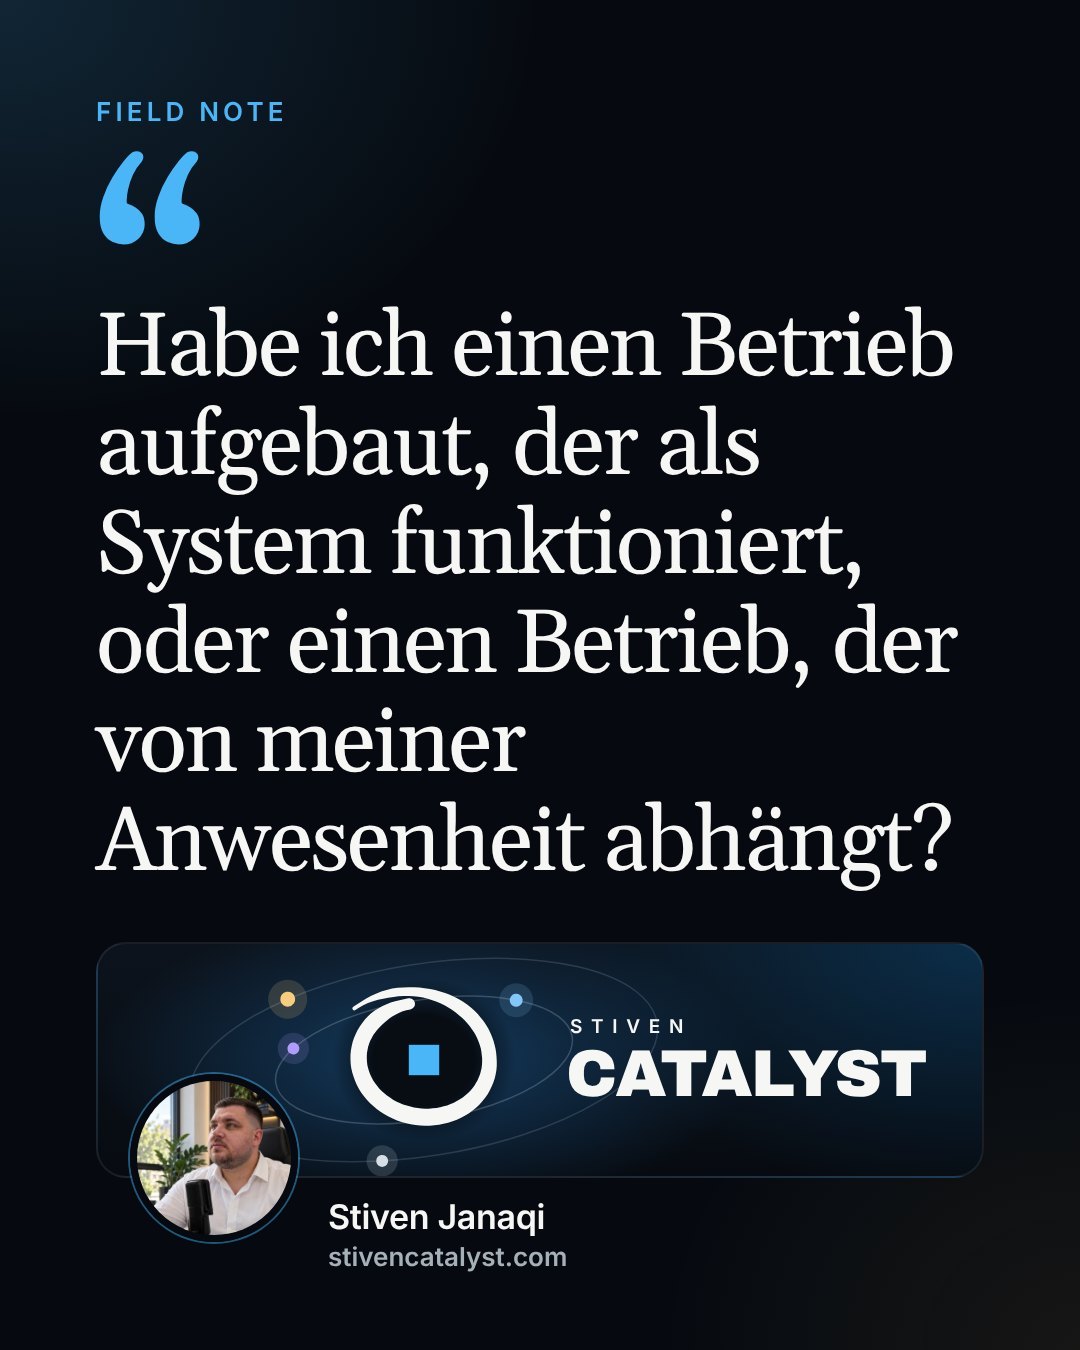 FIELD NOTE
“
Habe ich einen Betrieb
aufgebaut, der als
System funktioniert,
oder einen Betrieb, der
von meiner
Anwesenheit abhängt?
STIVEN
CATALYST
Stiven Janaqi
stivencatalyst.com